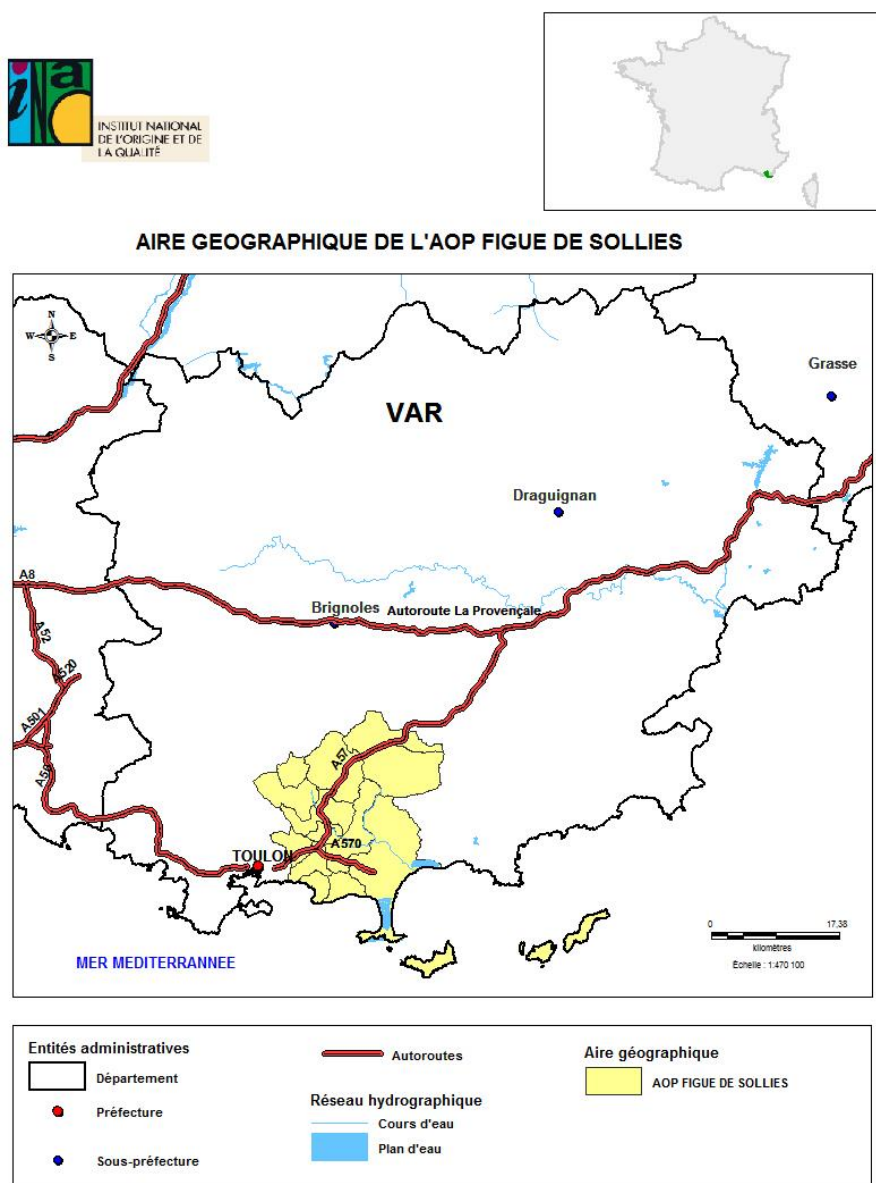 INSTITUT NATIONAL
DE L'ORIGINE ET DE
LA QUALITÉ
AIRE GEOGRAPHIQUE DE L'AOP FIGUE DE SOLLIES
N
W E
S
Grasse
VAR
Draguignan
A8
Brignoles
Autoroute La Provençale
A52
A520
A501
A50
A57
A570
TOULON
0 17,38
kilomètres
Échelle : 1:470 100
MER MEDITERRANNEE
Entités administratives
Département
Préfecture
Sous-préfecture
Autoroutes
Réseau hydrographique
Cours d'eau
Plan d'eau
Aire géographique
AOP FIGUE DE SOLLIES